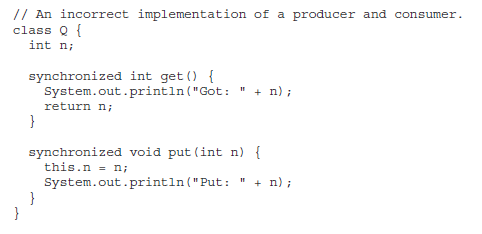 // An incorrect implementation of a producer and consumer.
class Q {
  int n;

  synchronized int get() {
    System.out.println("Got: " + n);
    return n;
  }

  synchronized void put(int n) {
    this.n = n;
    System.out.println("Put: " + n);
  }
}